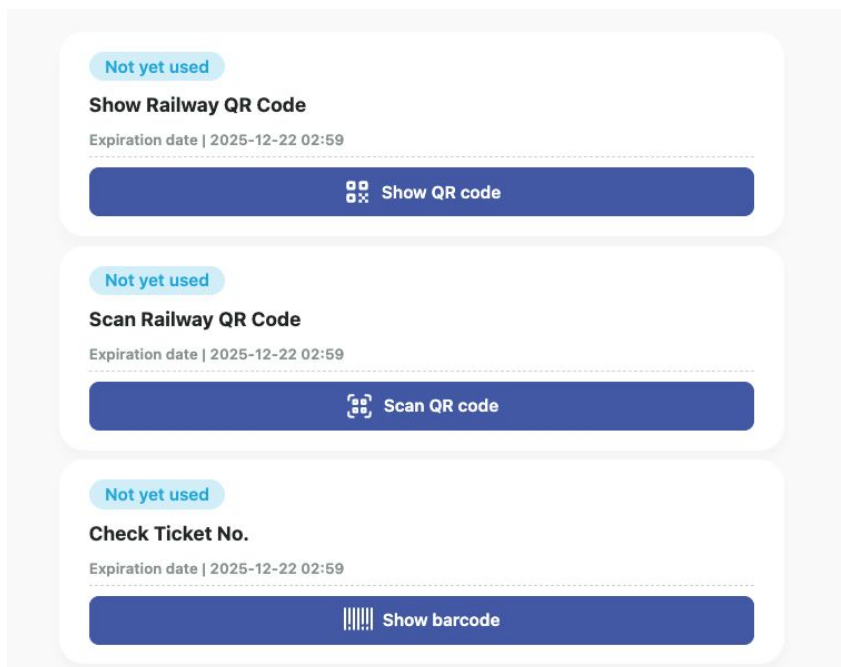 Not yet used
Show Railway QR Code
Expiration date | 2025-12-22 02:59
Show QR code
Not yet used
Scan Railway QR Code
Expiration date | 2025-12-22 02:59
Scan QR code
Not yet used
Check Ticket No.
Expiration date | 2025-12-22 02:59
Show barcode